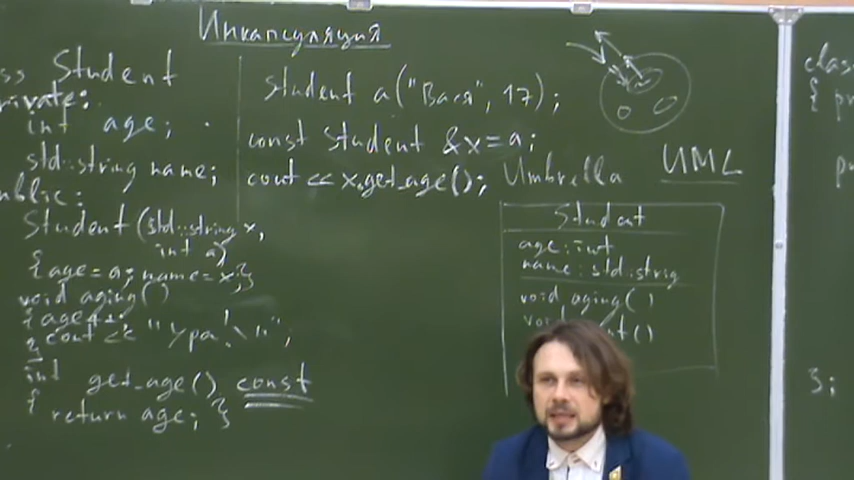 Инкапсуляция
ss Student
rivate:
int age;
std::string name;
ublic:
Student (std::string x,
int a)
{age = a; name = x;}
void aging()
{age++;
cout << "Ура!\n";
}
int get_age() const
{ return age; }
student a("Вася", 17);
const student &x = a;
cout << x.get_age();
Umbrella
UML
Student
age: int
name: std::strig
void aging()
clas
{ pr
pr
};